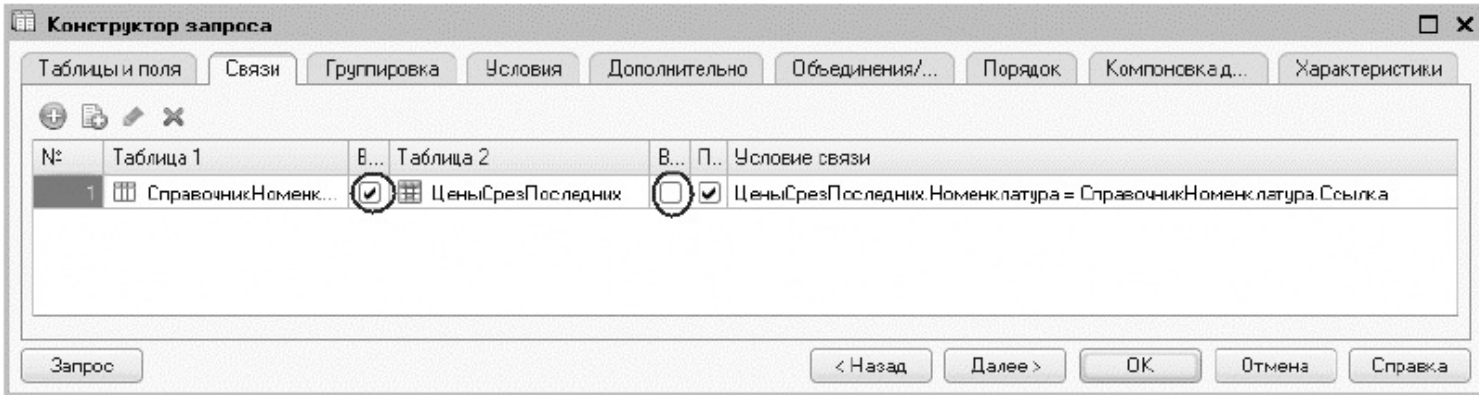 Конструктор запроса
Таблицы и поля Связи Группировка Условия Дополнительно Объединения/... Порядок Компоновка д... Характеристики
№ Таблица 1 В... Таблица 2 В... П... Условие связи
1 СправочникНоменк... ЦеныСрезПоследних ЦеныСрезПоследних.Номенклатура = СправочникНоменклатура.Ссылка
Запрос < Назад Далее > ОК Отмена Справка